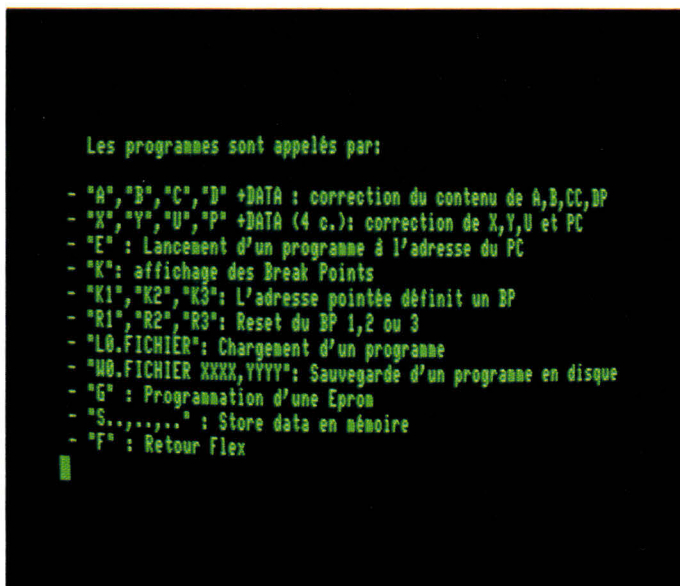 Les programmes sont appelés par:
- "A","B","C","D" +DATA : correction du contenu de A,B,CC,DP
- "X","Y","U","P" +DATA (4 c.): correction de X,Y,U et PC
- "E" : Lancement d'un programme à l'adresse du PC
- "K": affichage des Break Points
- "K1","K2","K3": L'adresse pointée définit un BP
- "R1","R2","R3": Reset du BP 1,2 ou 3
- "L0.FICHIER": Chargement d'un programme
- "W0.FICHIER XXXX,YYYY": Sauvegarde d'un programme en disque
- "G" : Programmation d'une Eprom
- "S..,..,.." : Store data en mémoire
- "F" : Retour Flex